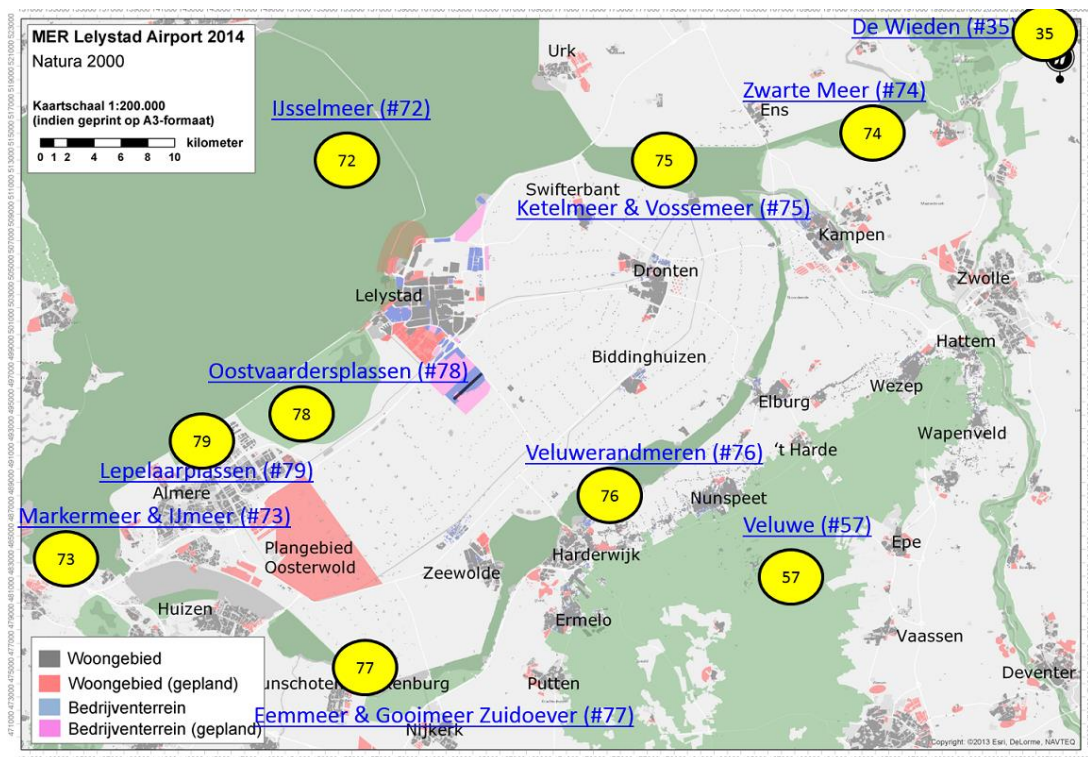 MER Lelystad Airport 2014
Natura 2000
Kaartschaal 1:200.000
(indien geprint op A3-formaat)
kilometer
0 1 2 4 6 8 10
De Wieden (#35)
35
Urk
IJsselmeer (#72)
72
Zwarte Meer (#74)
Ens
74
75
Swifterbant
Ketelmeer & Vossemeer (#75)
Kampen
Dronten
Zwolle
Lelystad
Hattem
Biddinghuizen
Oostvaardersplassen (#78)
Wezep
Elburg
78
Wapenveld
79
't Harde
Veluwerandmeren (#76)
Lepelaarplassen (#79)
Almere
76
Nunspeet
Markermeer & IJmeer (#73)
Veluwe (#57)
73
Plangebied
Oosterwold
Harderwijk
Epe
Zeewolde
57
Huizen
Ermelo
Vaassen
Woongebied
Woongebied (gepland)
Bedrijventerrein
Bedrijventerrein (gepland)
77
Putten
Deventer
Eemmeer & Gooimeer Zuidoever (#77)
Nijkerk
Copyright: ©2013 Esri, DeLorme, NAVTEQ